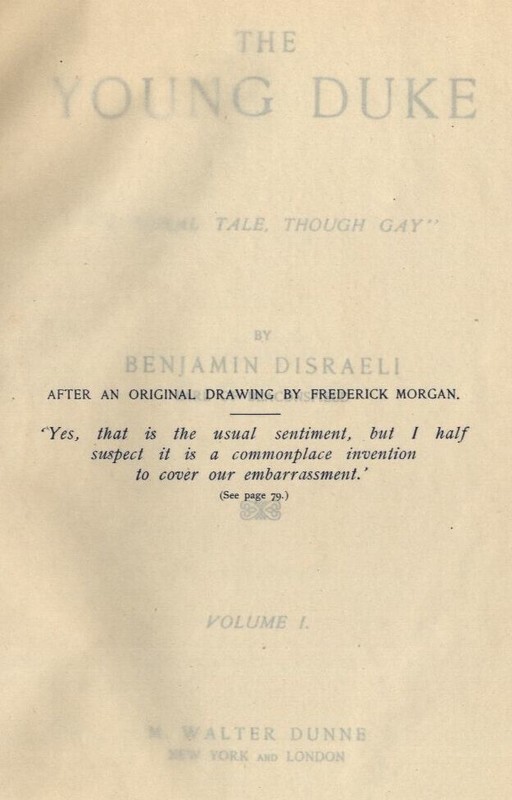 THE
YOUNG DUKE
TALE, THOUGH GAY"
BY
BENJAMIN DISRAELI
AFTER AN ORIGINAL DRAWING BY FREDERICK MORGAN.
'Yes, that is the usual sentiment, but I half
suspect it is a commonplace invention
to cover our embarrassment.'
(See page 79.)
VOLUME I.
M. WALTER DUNNE
NEW YORK AND LONDON